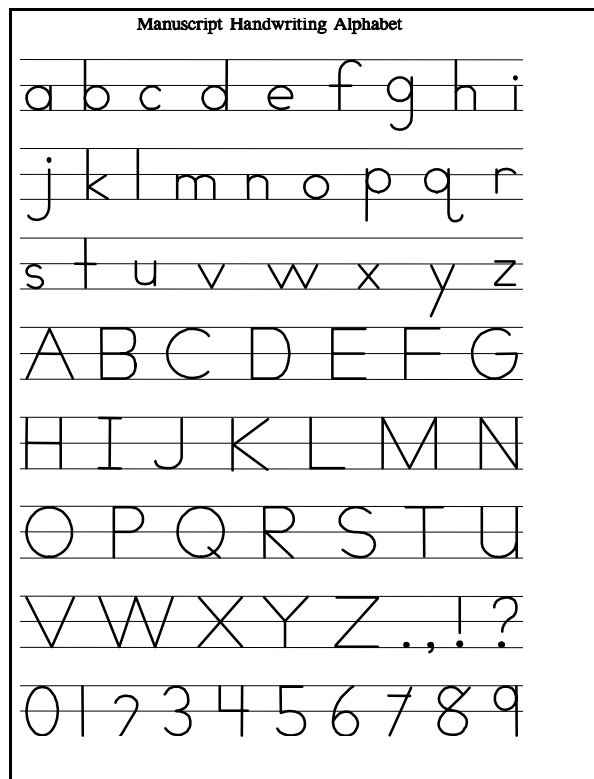 Manuscript Handwriting Alphabet
a b c d e f g h i
j k l m n o p q r
s t u v w x y z
A B C D E F G
H I J K L M N
O P Q R S T U
V W X Y Z . , ! ?
0 1 2 3 4 5 6 7 8 9